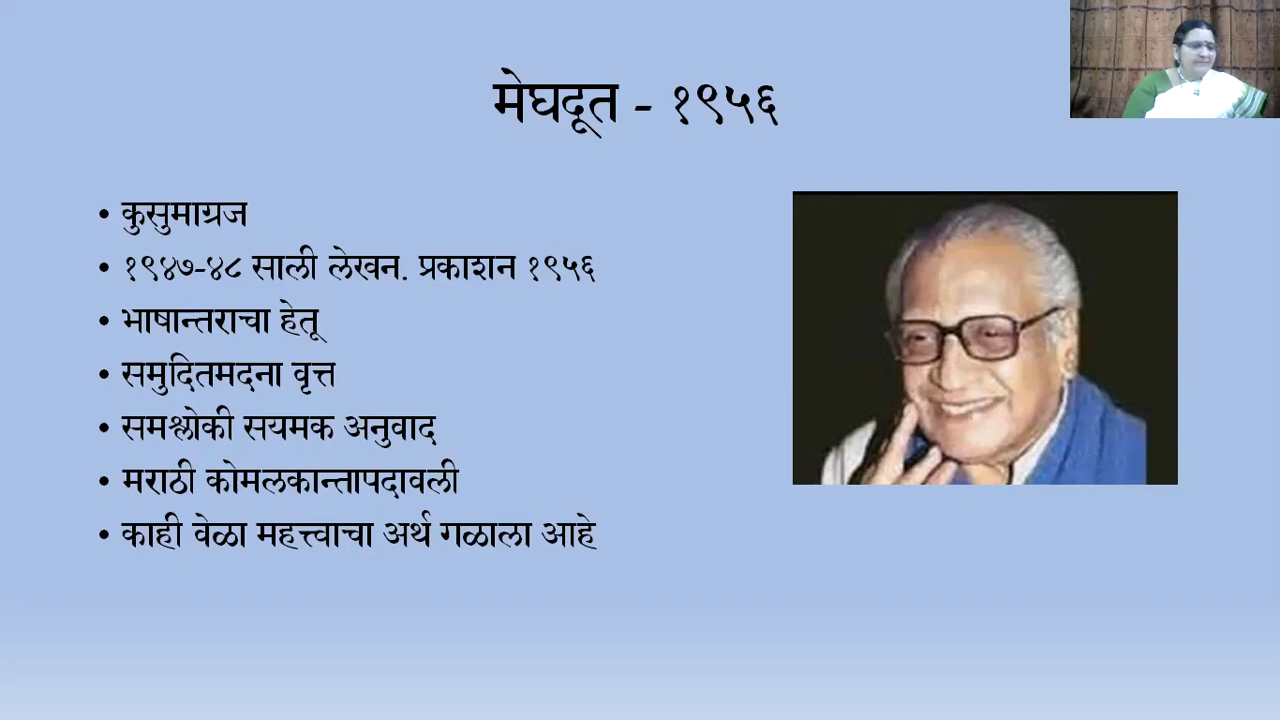 मेघदूत - १९५६
• कुसुमाग्रज
• १९४७-४८ साली लेखन. प्रकाशन १९५६
• भाषान्तराचा हेतू
• समुदितमदना वृत्त
• समश्लोकी सयमक अनुवाद
• मराठी कोमलकान्तापदावली
• काही वेळा महत्त्वाचा अर्थ गळाला आहे